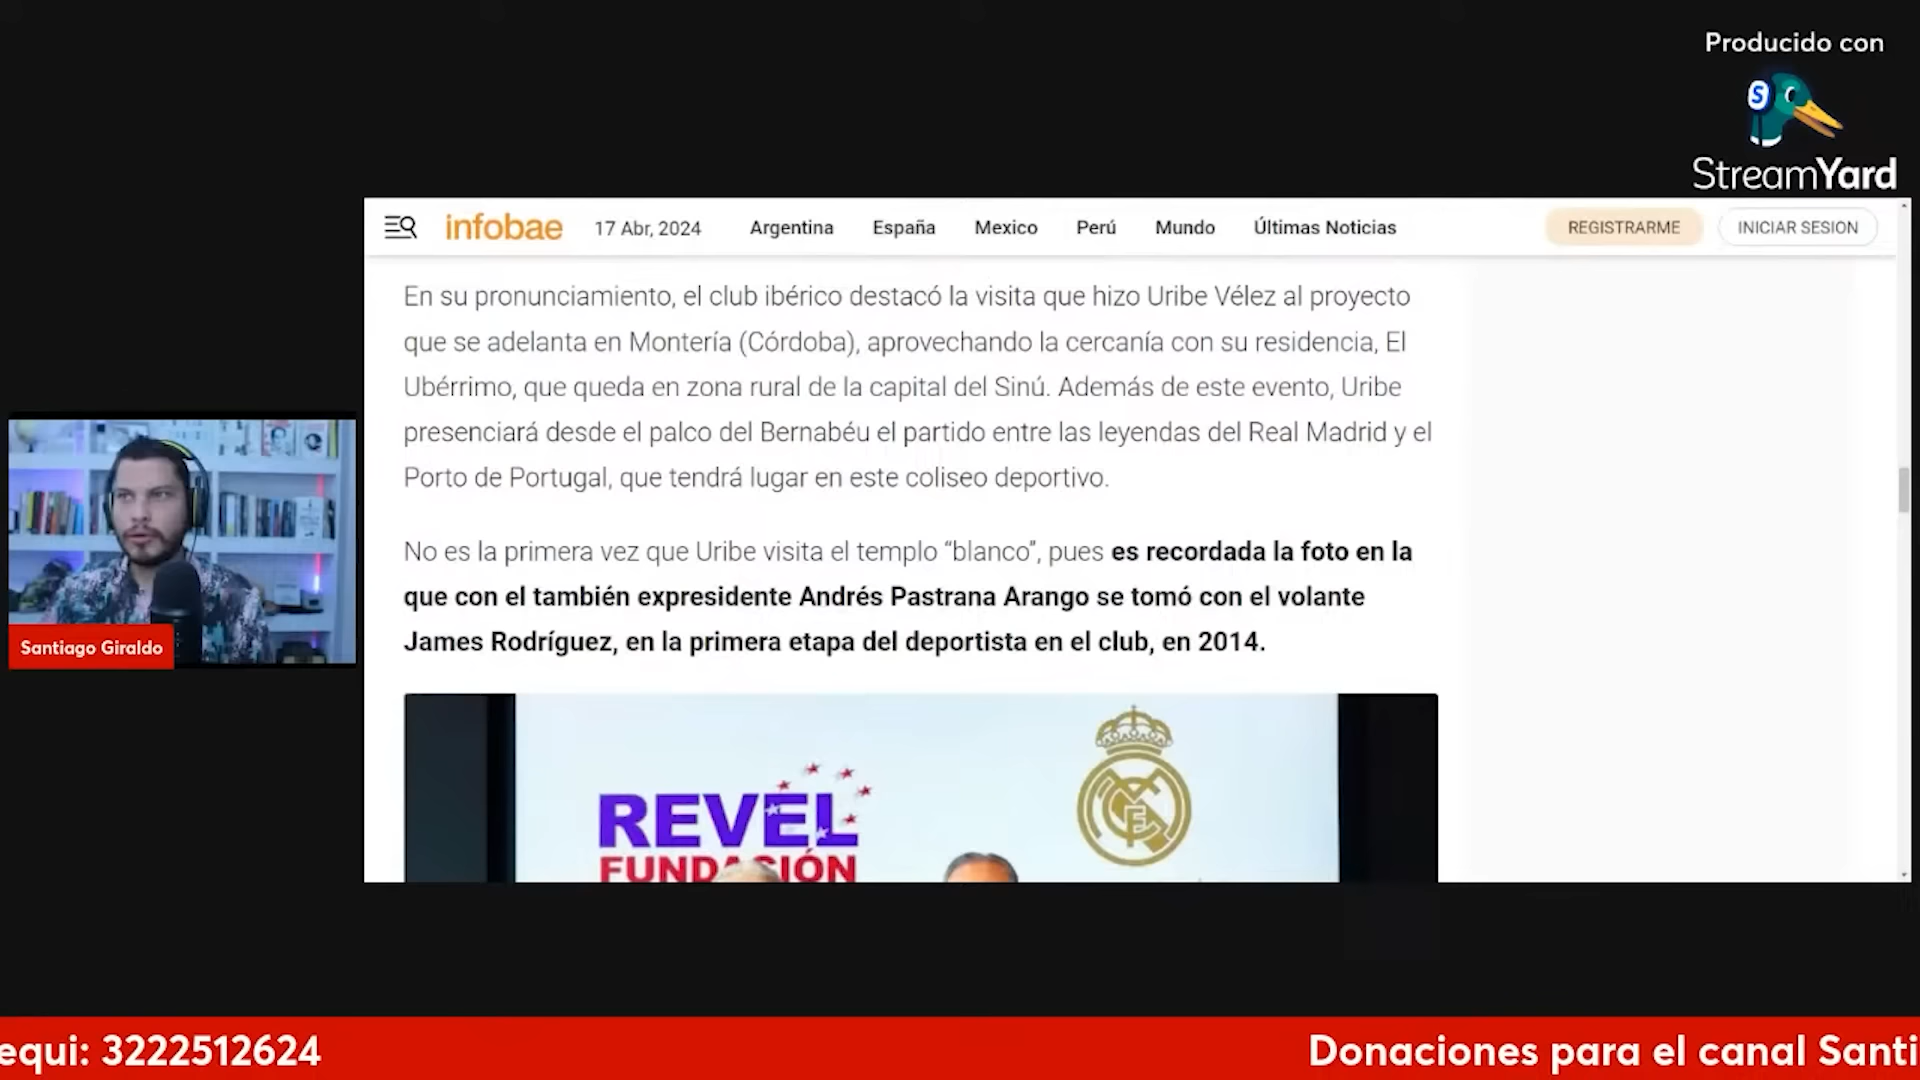 Producido con
S
StreamYard
infobae 17 Abr, 2024 Argentina España Mexico Perú Mundo Últimas Noticias REGISTRARME INICIAR SESION
En su pronunciamiento, el club ibérico destacó la visita que hizo Uribe Vélez al proyecto
que se adelanta en Montería (Córdoba), aprovechando la cercanía con su residencia, El
Ubérrimo, que queda en zona rural de la capital del Sinú. Además de este evento, Uribe
presenciará desde el palco del Bernabéu el partido entre las leyendas del Real Madrid y el
Porto de Portugal, que tendrá lugar en este coliseo deportivo.
No es la primera vez que Uribe visita el templo “blanco”, pues es recordada la foto en la
que con el también expresidente Andrés Pastrana Arango se tomó con el volante
James Rodríguez, en la primera etapa del deportista en el club, en 2014.
Santiago Giraldo
REVEL
FUNDACIÓN
equi: 3222512624 Donaciones para el canal Santi